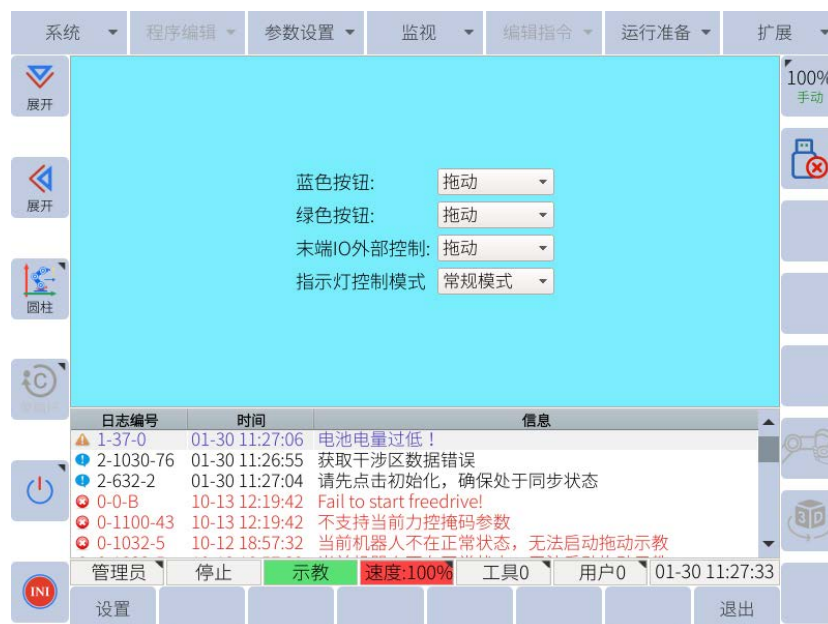 系统 程序编辑 参数设置 监视 编辑指令 运行准备 扩展
展开
100%
手动
展开
蓝色按钮: 拖动
绿色按钮: 拖动
末端IO外部控制: 拖动
指示灯控制模式 常规模式
圆柱
日志编号 时间 信息
1-37-0 01-30 11:27:06 电池电量过低！
2-1030-76 01-30 11:26:55 获取干涉区数据错误
2-632-2 01-30 11:27:04 请先点击初始化，确保处于同步状态
0-0-B 10-13 12:19:42 Fail to start freedrive!
0-1100-43 10-13 12:19:42 不支持当前力控掩码参数
0-1032-5 10-12 18:57:32 当前机器人不在正常状态，无法启动拖动示教
3D
管理员 停止 示教 速度:100% 工具0 用户0 01-30 11:27:33
INI
设置 退出